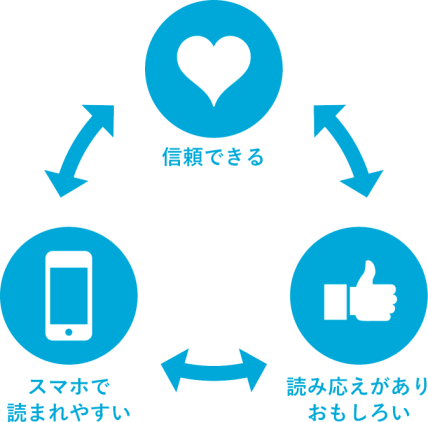 信頼できる
スマホで
読まれやすい
読み応えがあり
おもしろい